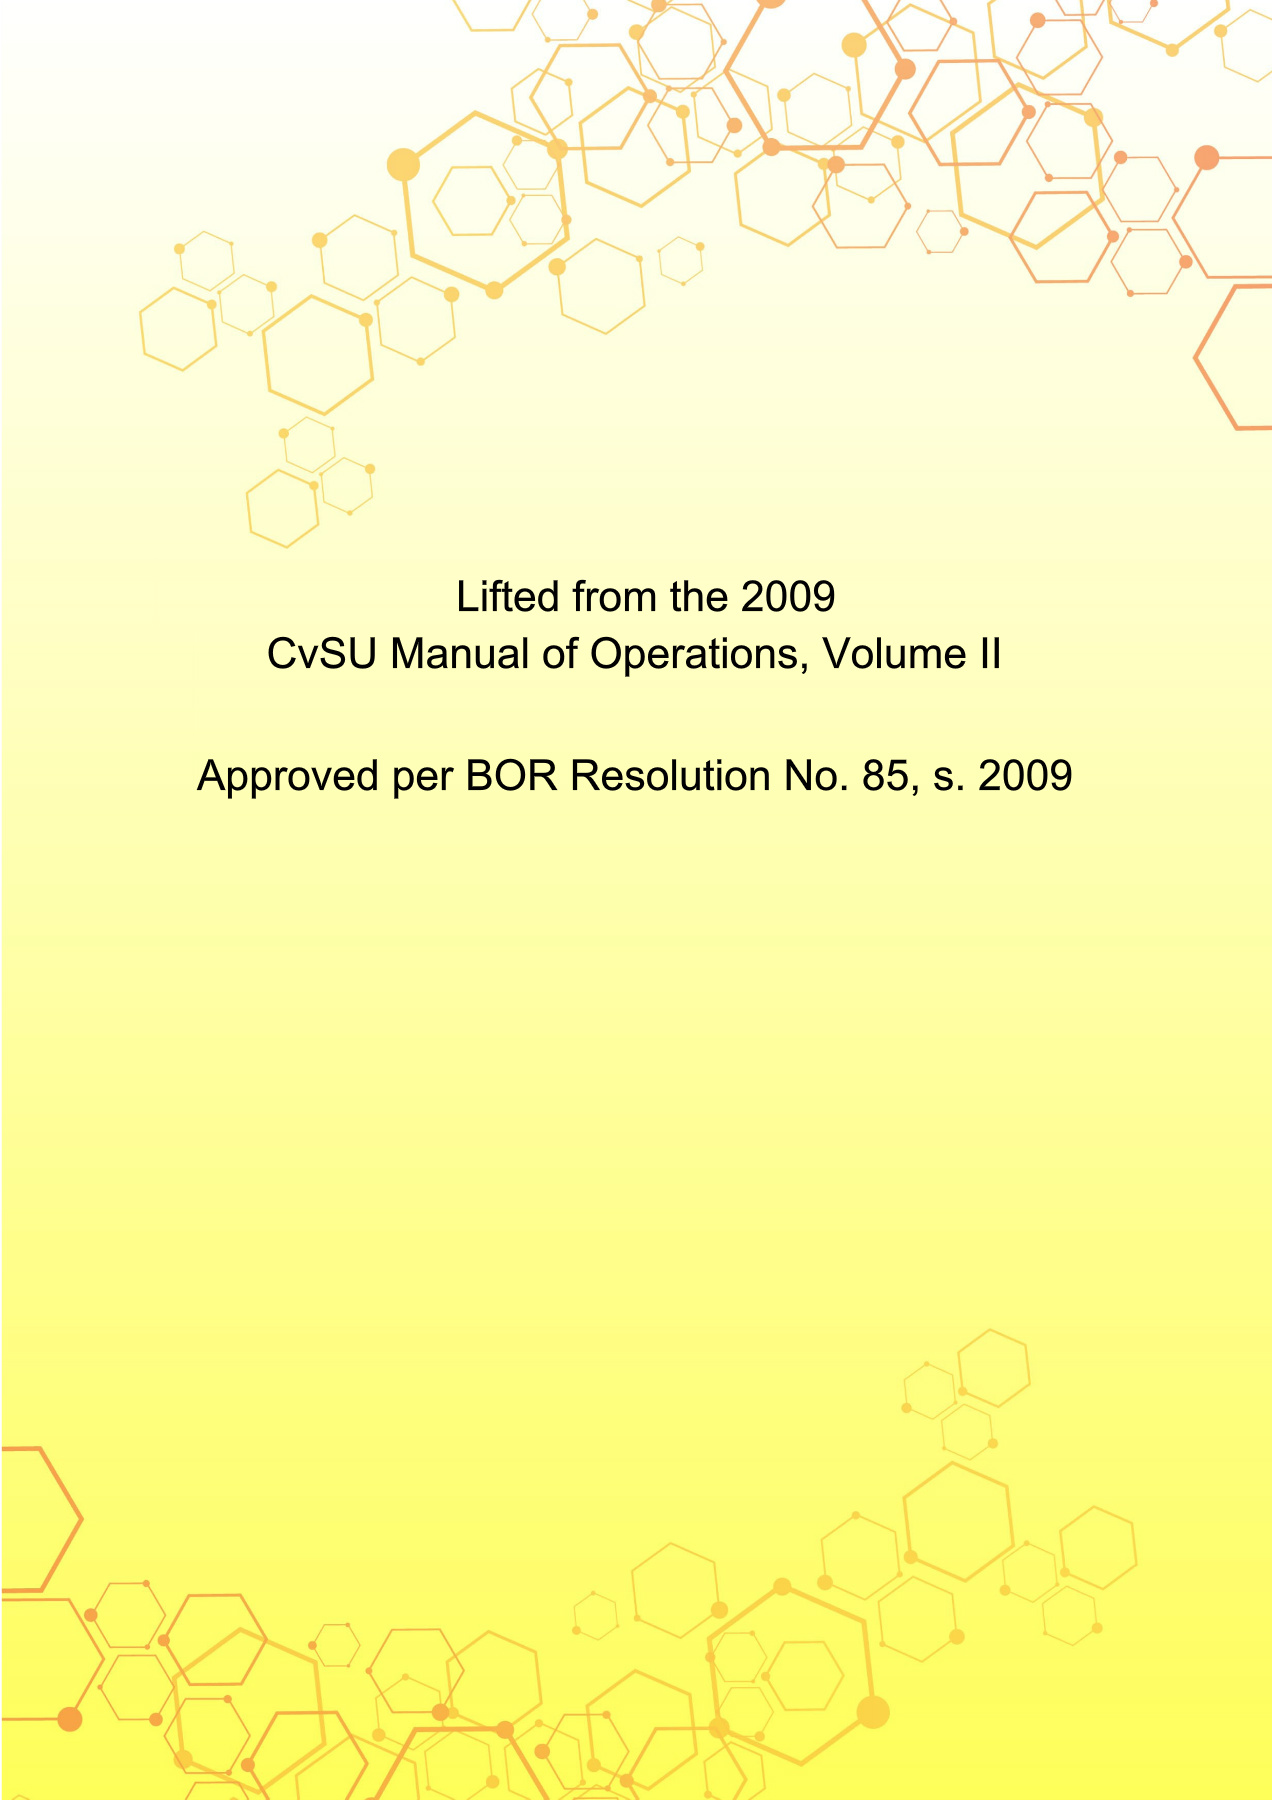 Lifted from the 2009
CvSU Manual of Operations, Volume II
Approved per BOR Resolution No. 85, s. 2009